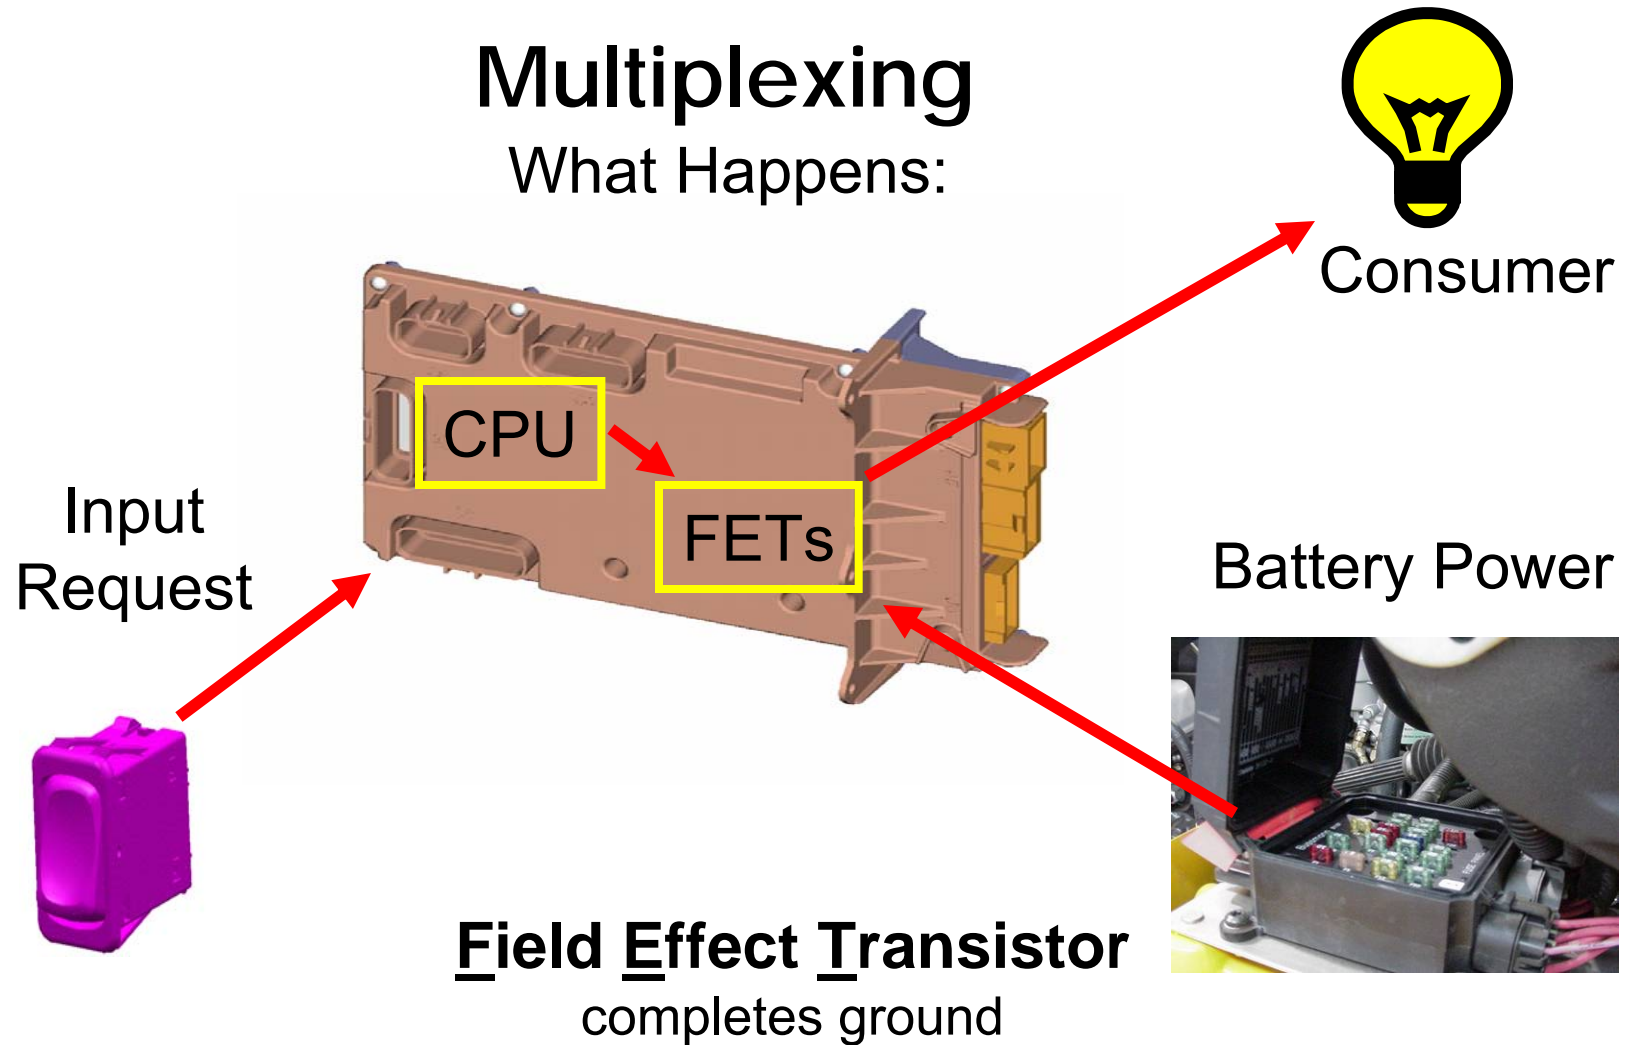 Multiplexing
What Happens:
Consumer
CPU
FETs
Input
Request
Battery Power
Field Effect Transistor
completes ground